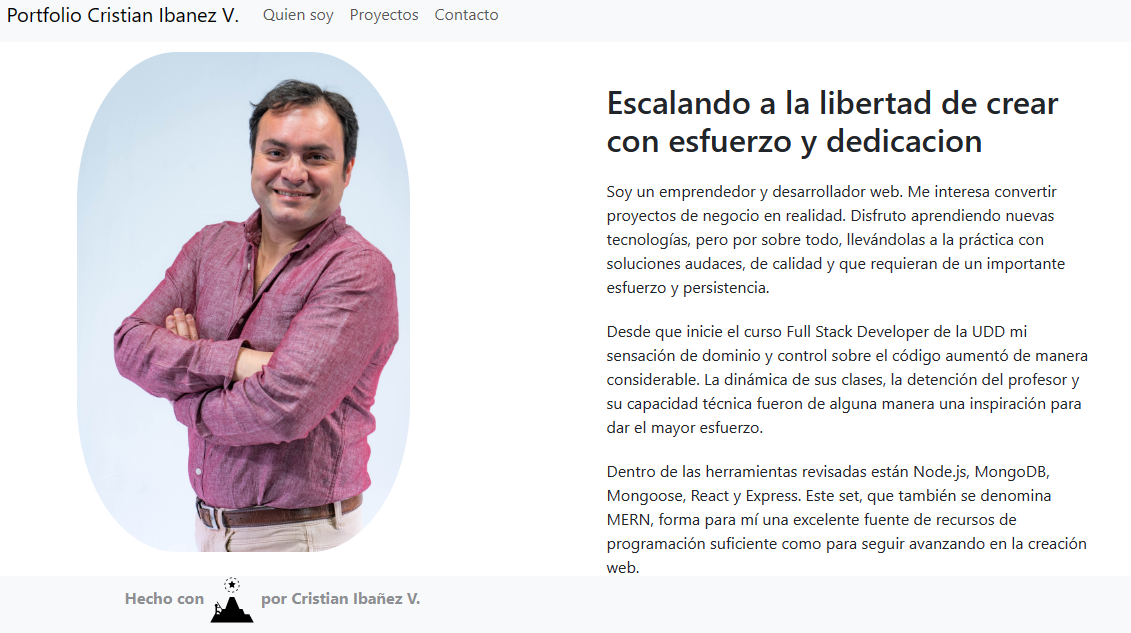 Portfolio Cristian Ibanez V. Quien soy Proyectos Contacto
Escalando a la libertad de crear
con esfuerzo y dedicacion
Soy un emprendedor y desarrollador web. Me interesa convertir
proyectos de negocio en realidad. Disfruto aprendiendo nuevas
tecnologías, pero por sobre todo, llevándolas a la práctica con
soluciones audaces, de calidad y que requieran de un importante
esfuerzo y persistencia.
Desde que inicie el curso Full Stack Developer de la UDD mi
sensación de dominio y control sobre el código aumentó de manera
considerable. La dinámica de sus clases, la detención del profesor y
su capacidad técnica fueron de alguna manera una inspiración para
dar el mayor esfuerzo.
Dentro de las herramientas revisadas están Node.js, MongoDB,
Mongoose, React y Express. Este set, que también se denomina
MERN, forma para mí una excelente fuente de recursos de
programación suficiente como para seguir avanzando en la creación
web.
Hecho con por Cristian Ibañez V.